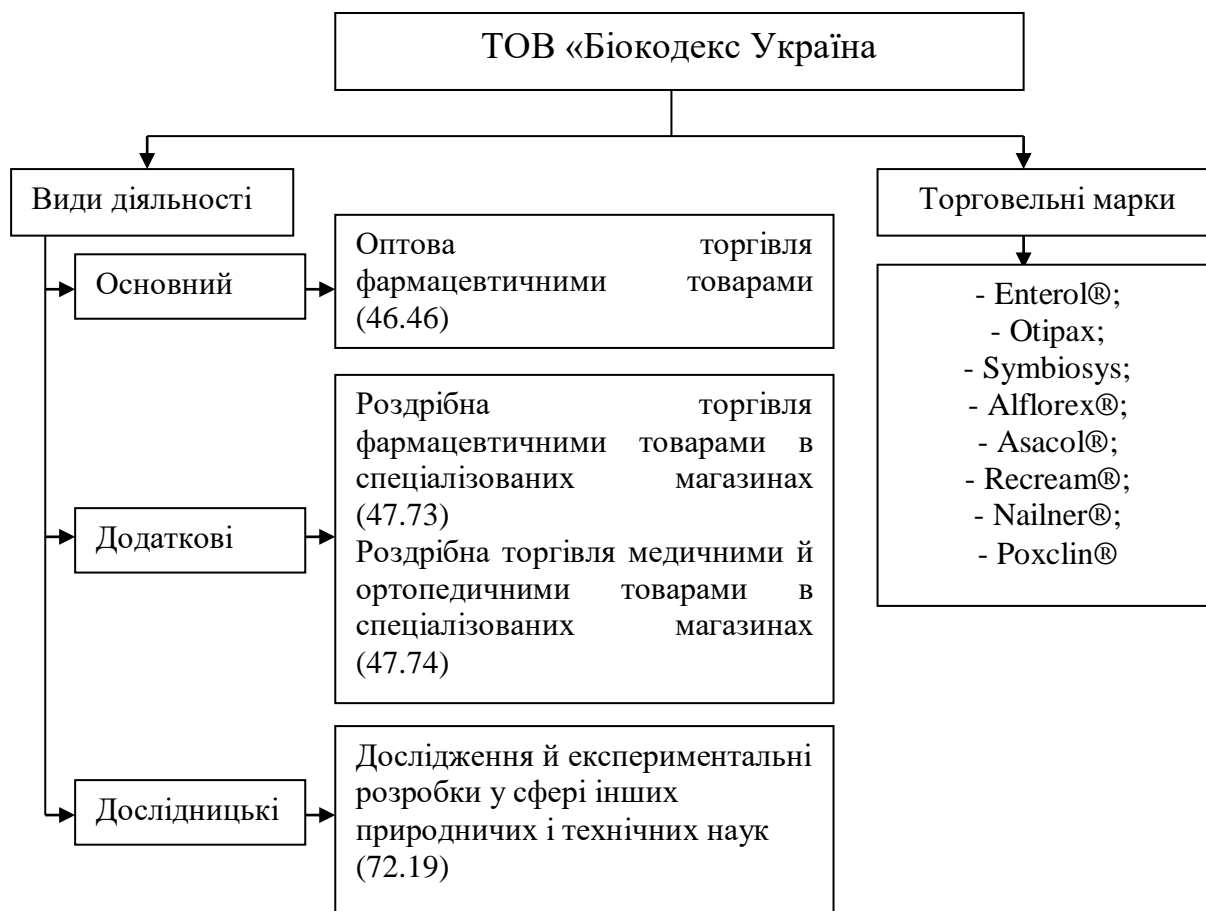 ТОВ «Біокодекс Україна
Види діяльності
Торговельні марки
Основний
Оптова торгівля
фармацевтичними товарами
(46.46)
Додаткові
Роздрібна торгівля
фармацевтичними товарами в
спеціалізованих магазинах
(47.73)
Роздрібна торгівля медичними й
ортопедичними товарами в
спеціалізованих магазинах
(47.74)
Дослідницькі
Дослідження й експериментальні
розробки у сфері інших
природничих і технічних наук
(72.19)
- Enterol®;
- Otipax;
- Symbiosys;
- Alflorex®;
- Asacol®;
- Recream®;
- Nailner®;
- Poxclin®